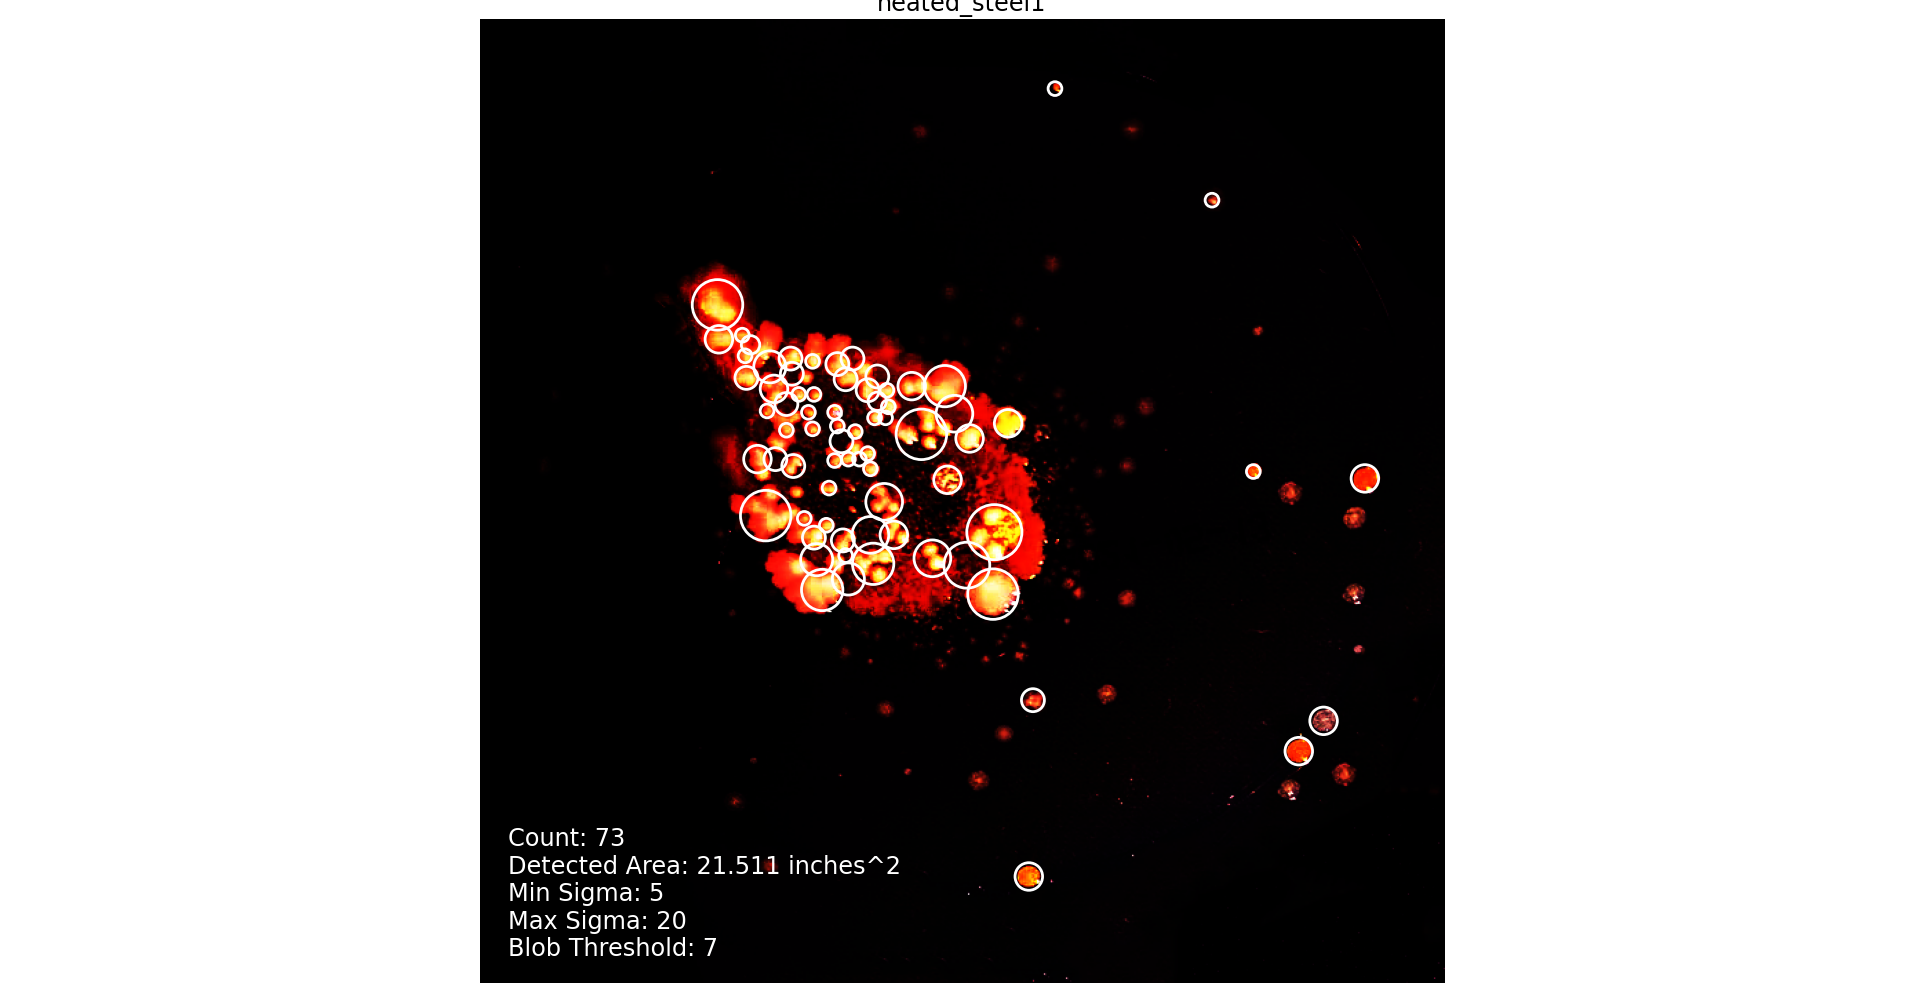 heated_steel1
Count: 73
Detected Area: 21.511 inches^2
Min Sigma: 5
Max Sigma: 20
Blob Threshold: 7